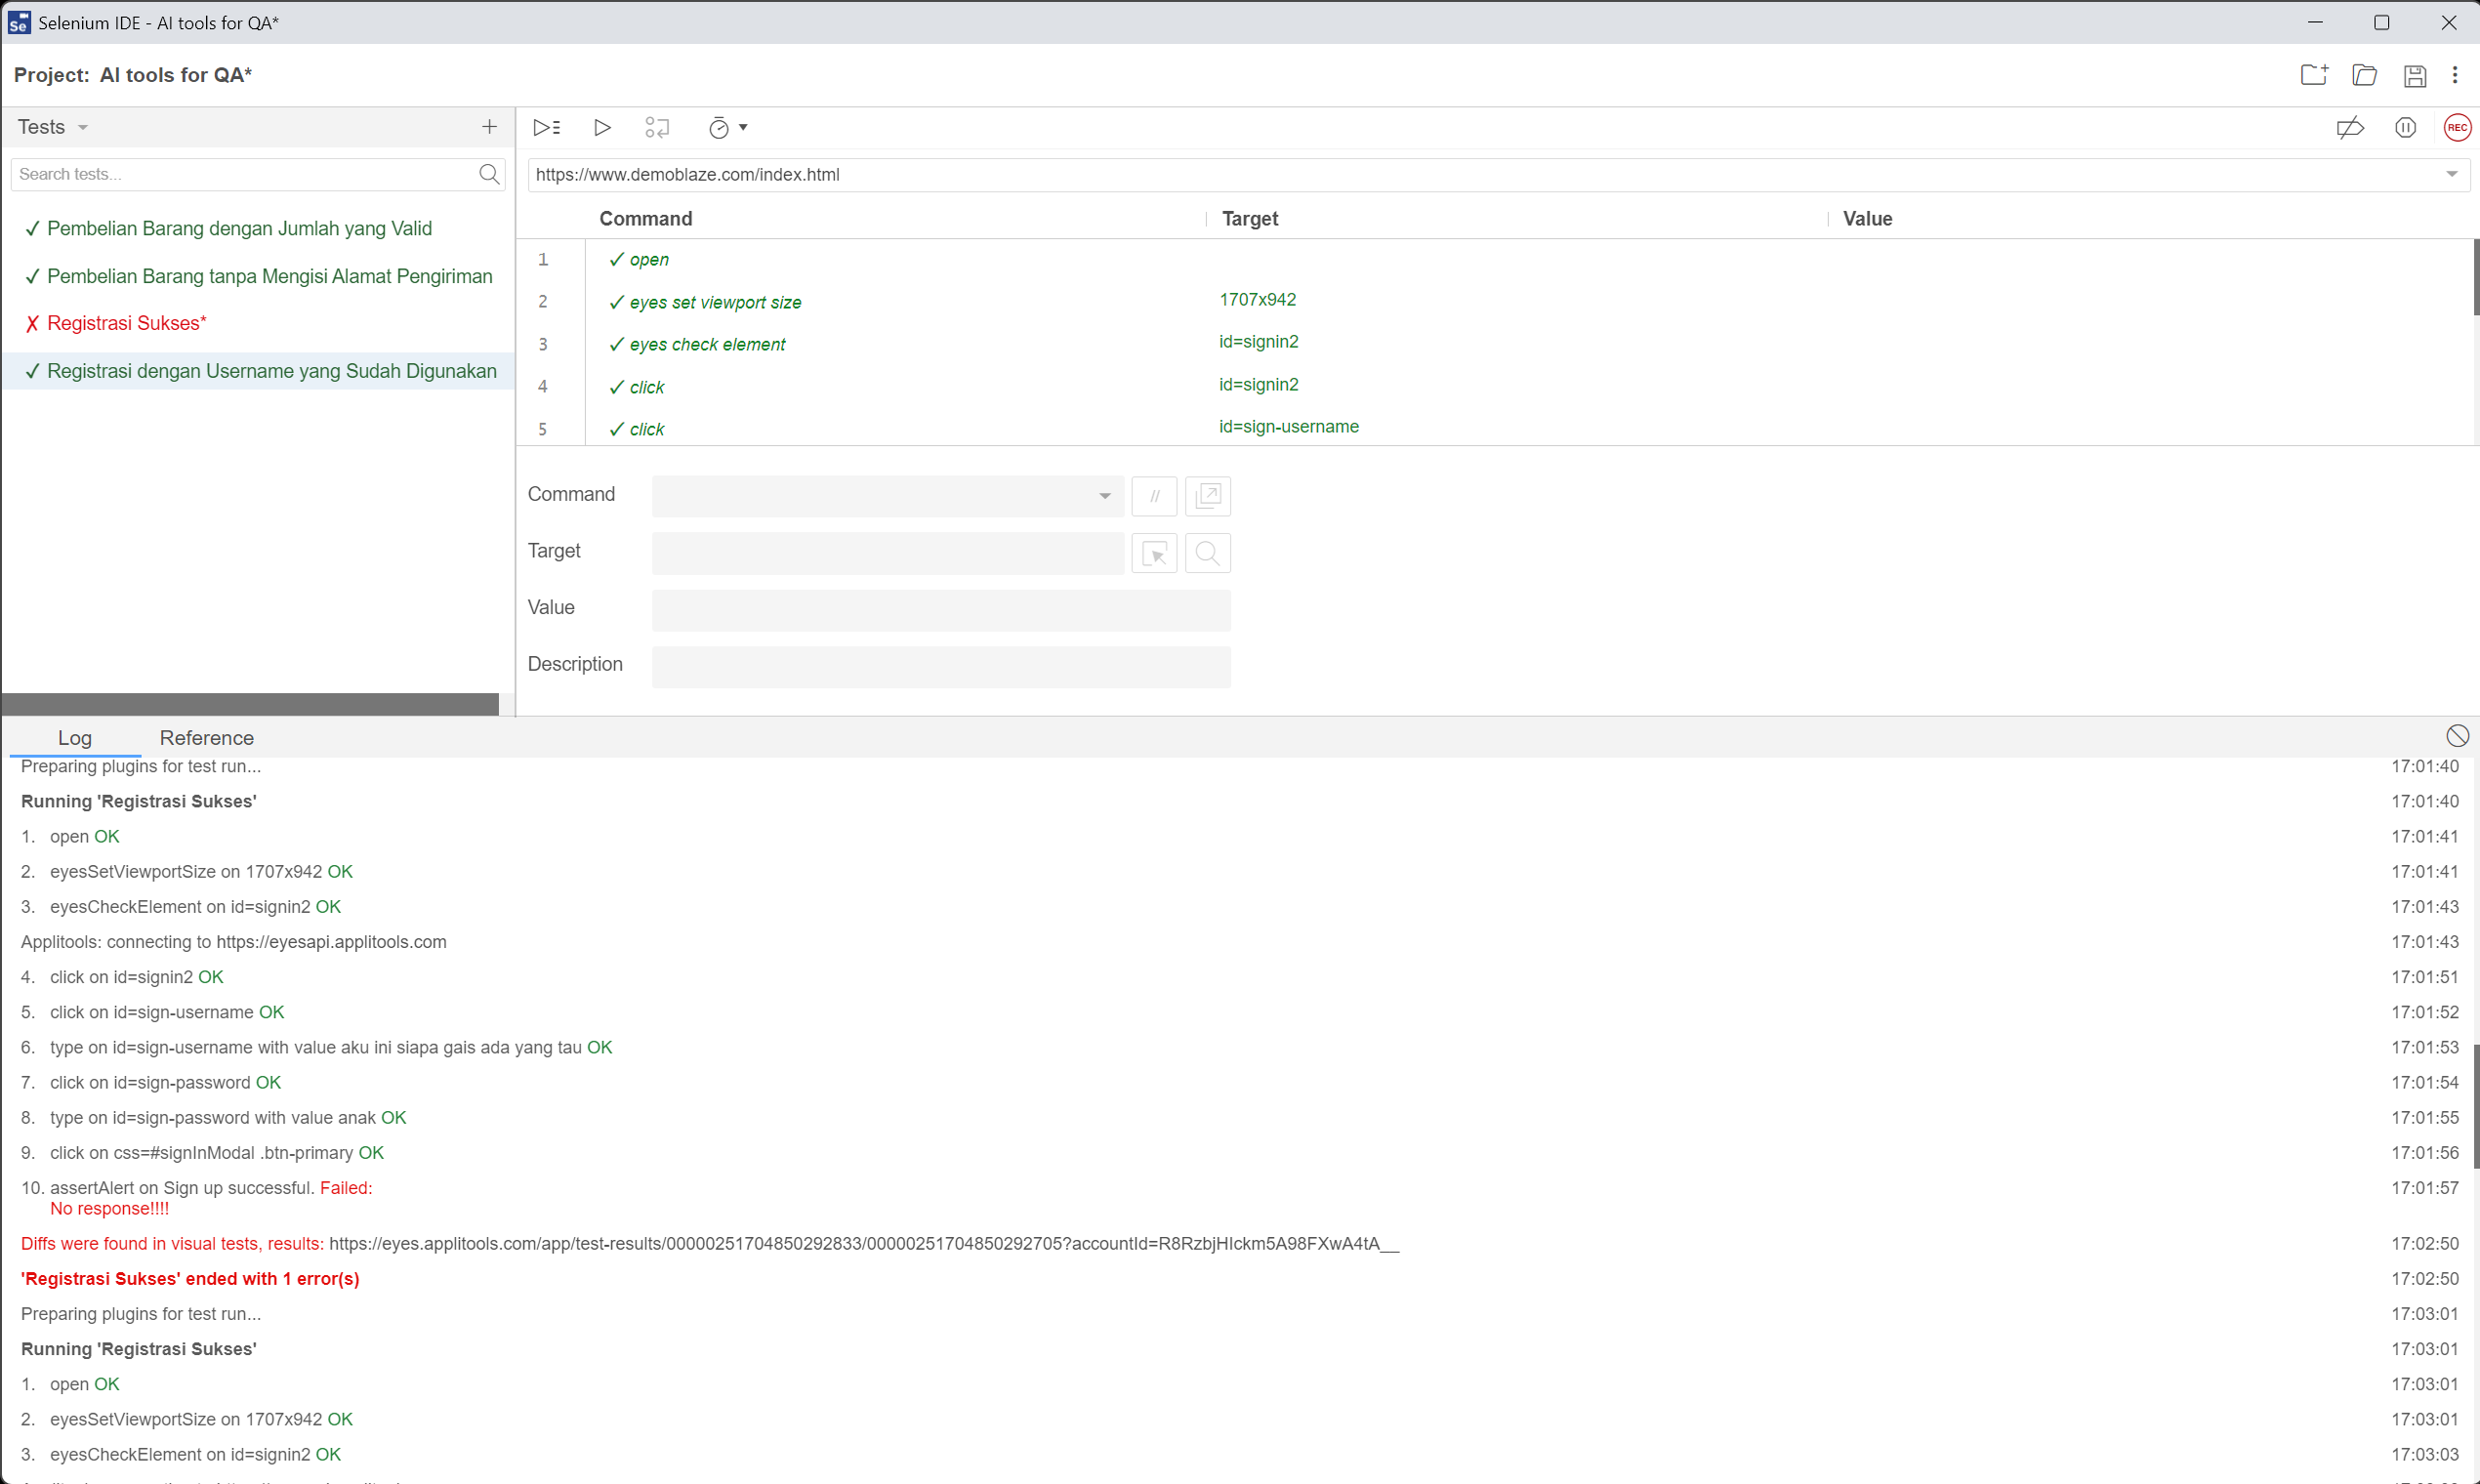 Selenium IDE - AI tools for QA*
Project: AI tools for QA*
Tests
Search tests...
✓ Pembelian Barang dengan Jumlah yang Valid
✓ Pembelian Barang tanpa Mengisi Alamat Pengiriman
✗ Registrasi Sukses*
✓ Registrasi dengan Username yang Sudah Digunakan
REC
https://www.demoblaze.com/index.html
Command Target Value
1 ✓ open
2 ✓ eyes set viewport size 1707x942
3 ✓ eyes check element id=signin2
4 ✓ click id=signin2
5 ✓ click id=sign-username
Command //
Target
Value
Description
Log Reference
Preparing plugins for test run... 17:01:40
Running 'Registrasi Sukses' 17:01:40
1. open OK 17:01:41
2. eyesSetViewportSize on 1707x942 OK 17:01:41
3. eyesCheckElement on id=signin2 OK 17:01:43
Applitools: connecting to https://eyesapi.applitools.com 17:01:43
4. click on id=signin2 OK 17:01:51
5. click on id=sign-username OK 17:01:52
6. type on id=sign-username with value aku ini siapa gais ada yang tau OK 17:01:53
7. click on id=sign-password OK 17:01:54
8. type on id=sign-password with value anak OK 17:01:55
9. click on css=#signInModal .btn-primary OK 17:01:56
10. assertAlert on Sign up successful. Failed: 17:01:57
No response!!!!
Diffs were found in visual tests, results: https://eyes.applitools.com/app/test-results/00000251704850292833/00000251704850292705?accountId=R8RzbjHIckm5A98FXwA4tA__ 17:02:50
'Registrasi Sukses' ended with 1 error(s) 17:02:50
Preparing plugins for test run... 17:03:01
Running 'Registrasi Sukses' 17:03:01
1. open OK 17:03:01
2. eyesSetViewportSize on 1707x942 OK 17:03:01
3. eyesCheckElement on id=signin2 OK 17:03:03